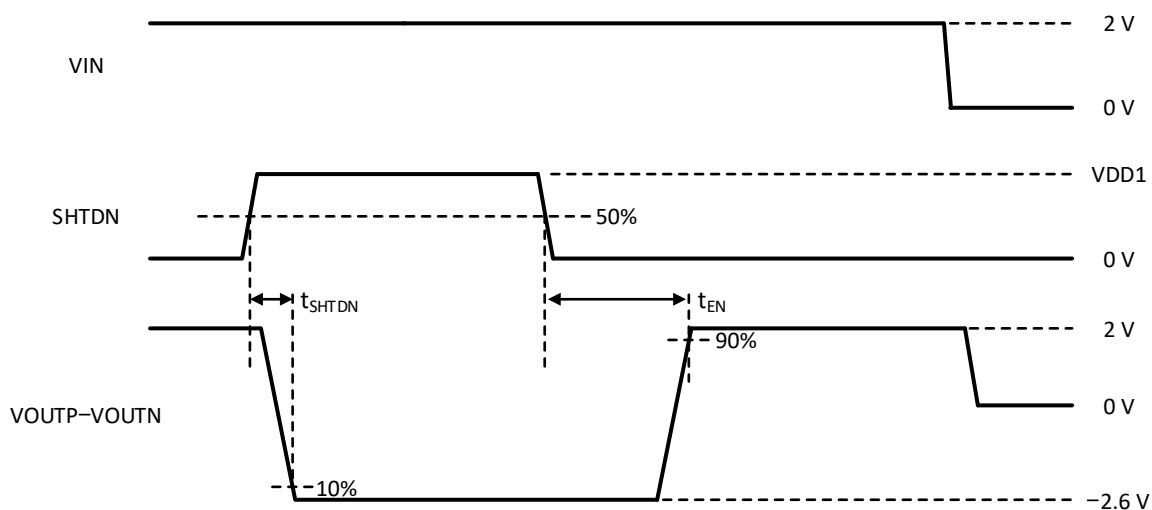 2 V
VIN
0 V
VDD1
SHTDN
50%
0 V
tSHTDN
tEN
2 V
90%
VOUTP−VOUTN
0 V
10%
−2.6 V